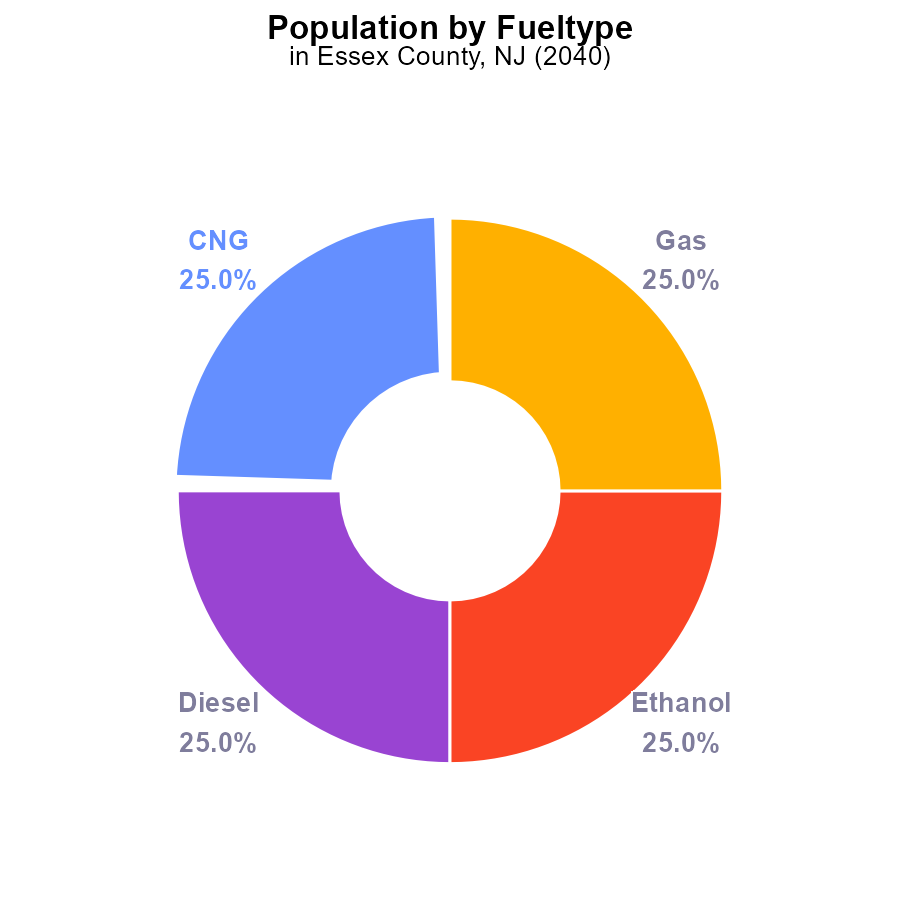 Population by Fueltype
in Essex County, NJ (2040)
CNG
25.0%
Gas
25.0%
Diesel
25.0%
Ethanol
25.0%